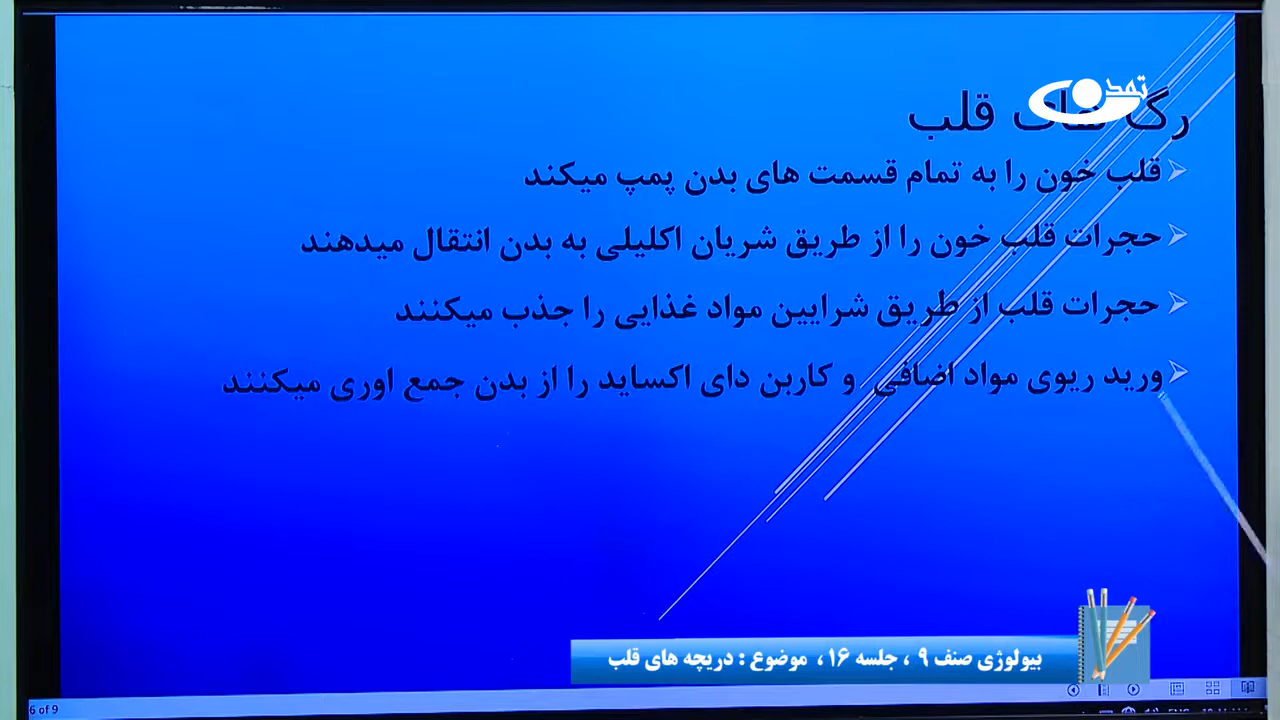 تمدن
رگ های قلب
قلب خون را به تمام قسمت های بدن پمپ میکند
حجرات قلب خون را از طریق شریان اکلیلی به بدن انتقال میدهند
حجرات قلب از طریق شرایین مواد غذایی را جذب میکنند
ورید ریوی مواد اضافی و کاربن دای اکساید را از بدن جمع اوری میکنند
بیولوژی صنف ۹ ، جلسه ۱۶ ، موضوع : دریچه های قلب
6 of 9